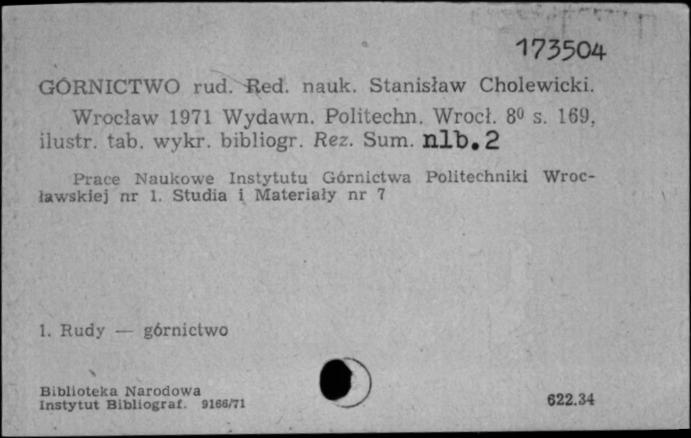 173504
GÓRNICTWO rud. Red. nauk. Stanisław Cholewicki.
Wrocław 1971 Wydawn. Politechn. Wrocł. 8⁰ s. 169,
ilustr. tab. wykr. bibliogr. Rez. Sum. nlb. 2
Prace Naukowe Instytutu Górnictwa Politechniki Wroc-
ławskiej nr 1. Studia i Materiały nr 7
1. Rudy — górnictwo
Biblioteka Narodowa
Instytut Bibliograf. 9166/71
622.34